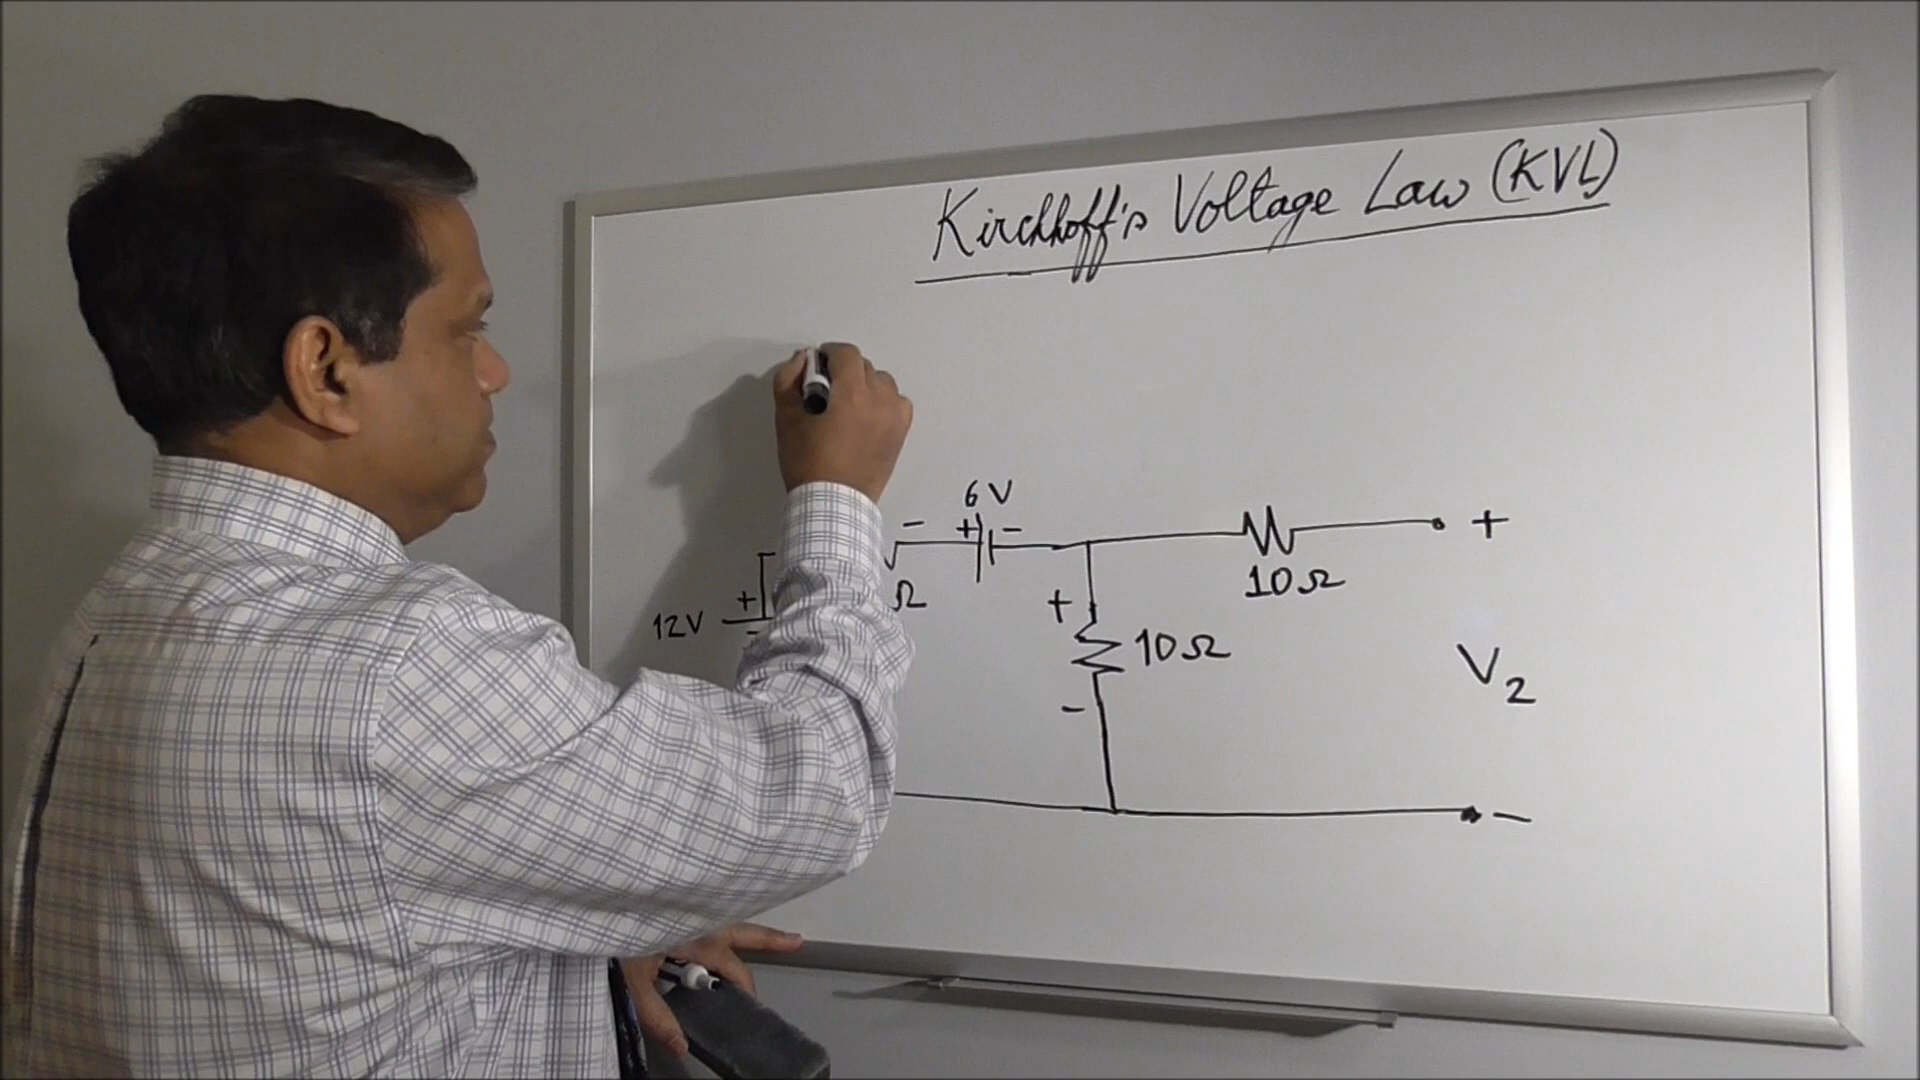 Kirchhoff's Voltage Law (KVL)
6 V
+ -
-
+
10Ω
+
12V
+
-
Ω
+
10Ω
-
V2
-